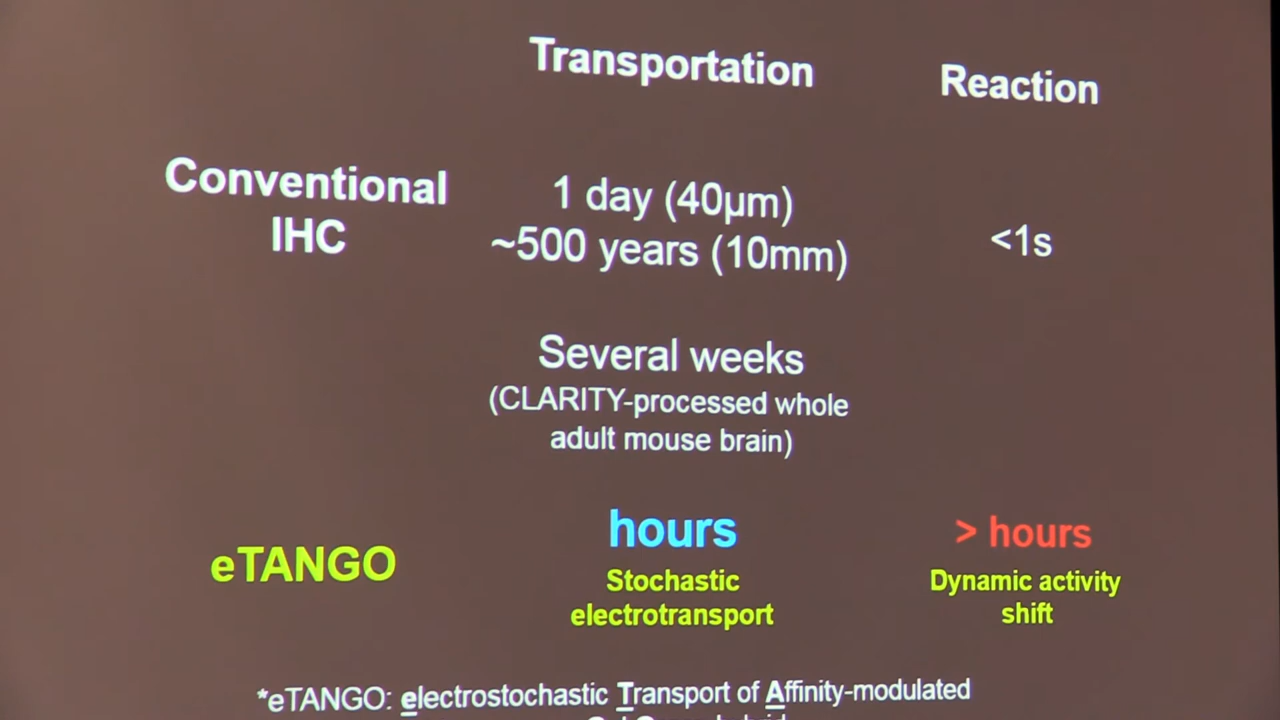 Transportation
Reaction
Conventional
IHC
1 day (40µm)
~500 years (10mm)
<1s
Several weeks
(CLARITY-processed whole
adult mouse brain)
eTANGO
hours
Stochastic
electrotransport
> hours
Dynamic activity
shift
*eTANGO: electrostochastic Transport of Affinity-modulated